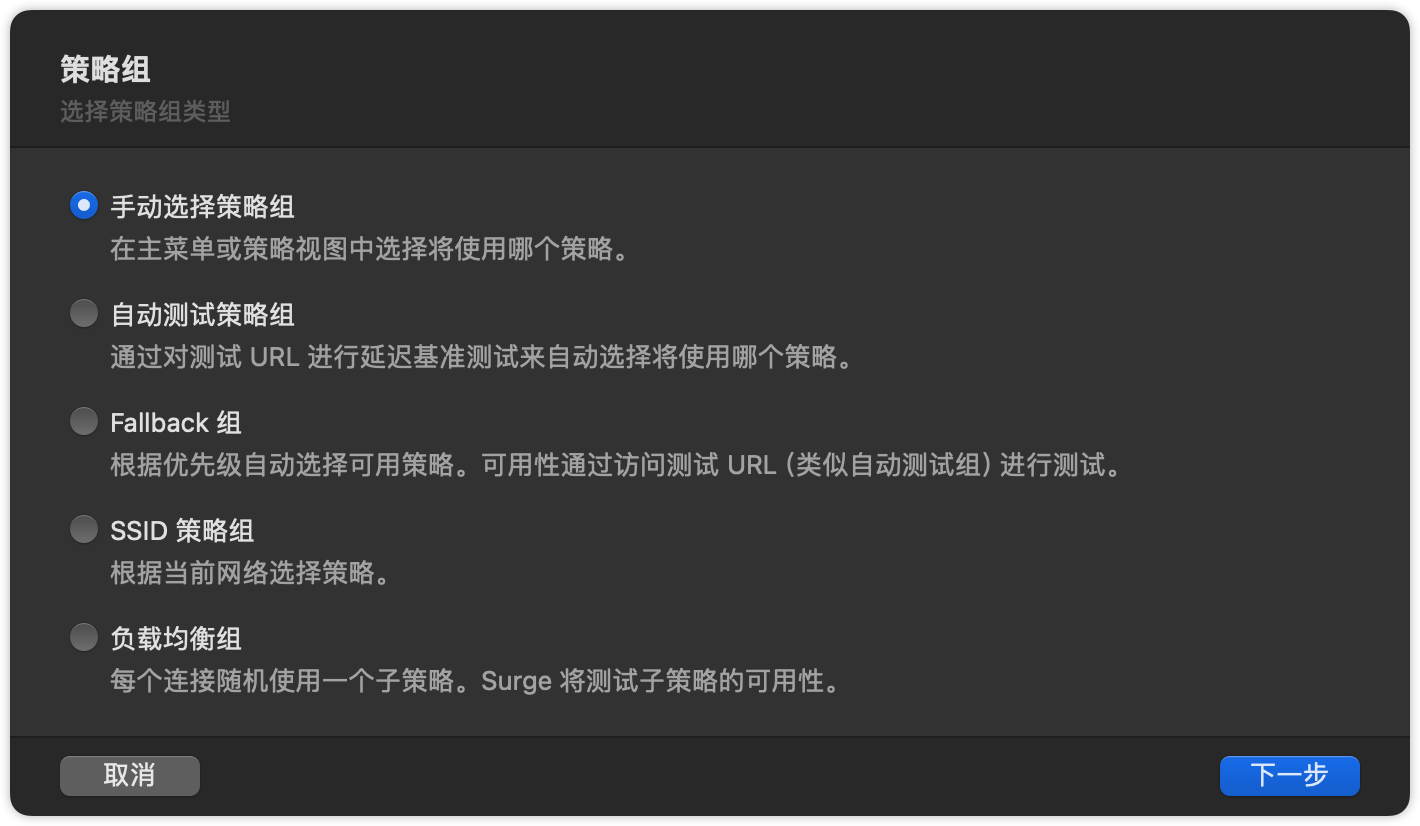 策略组
选择策略组类型
手动选择策略组
在主菜单或策略视图中选择将使用哪个策略。
自动测试策略组
通过对测试 URL 进行延迟基准测试来自动选择将使用哪个策略。
Fallback 组
根据优先级自动选择可用策略。可用性通过访问测试 URL (类似自动测试组) 进行测试。
SSID 策略组
根据当前网络选择策略。
负载均衡组
每个连接随机使用一个子策略。Surge 将测试子策略的可用性。
取消
下一步